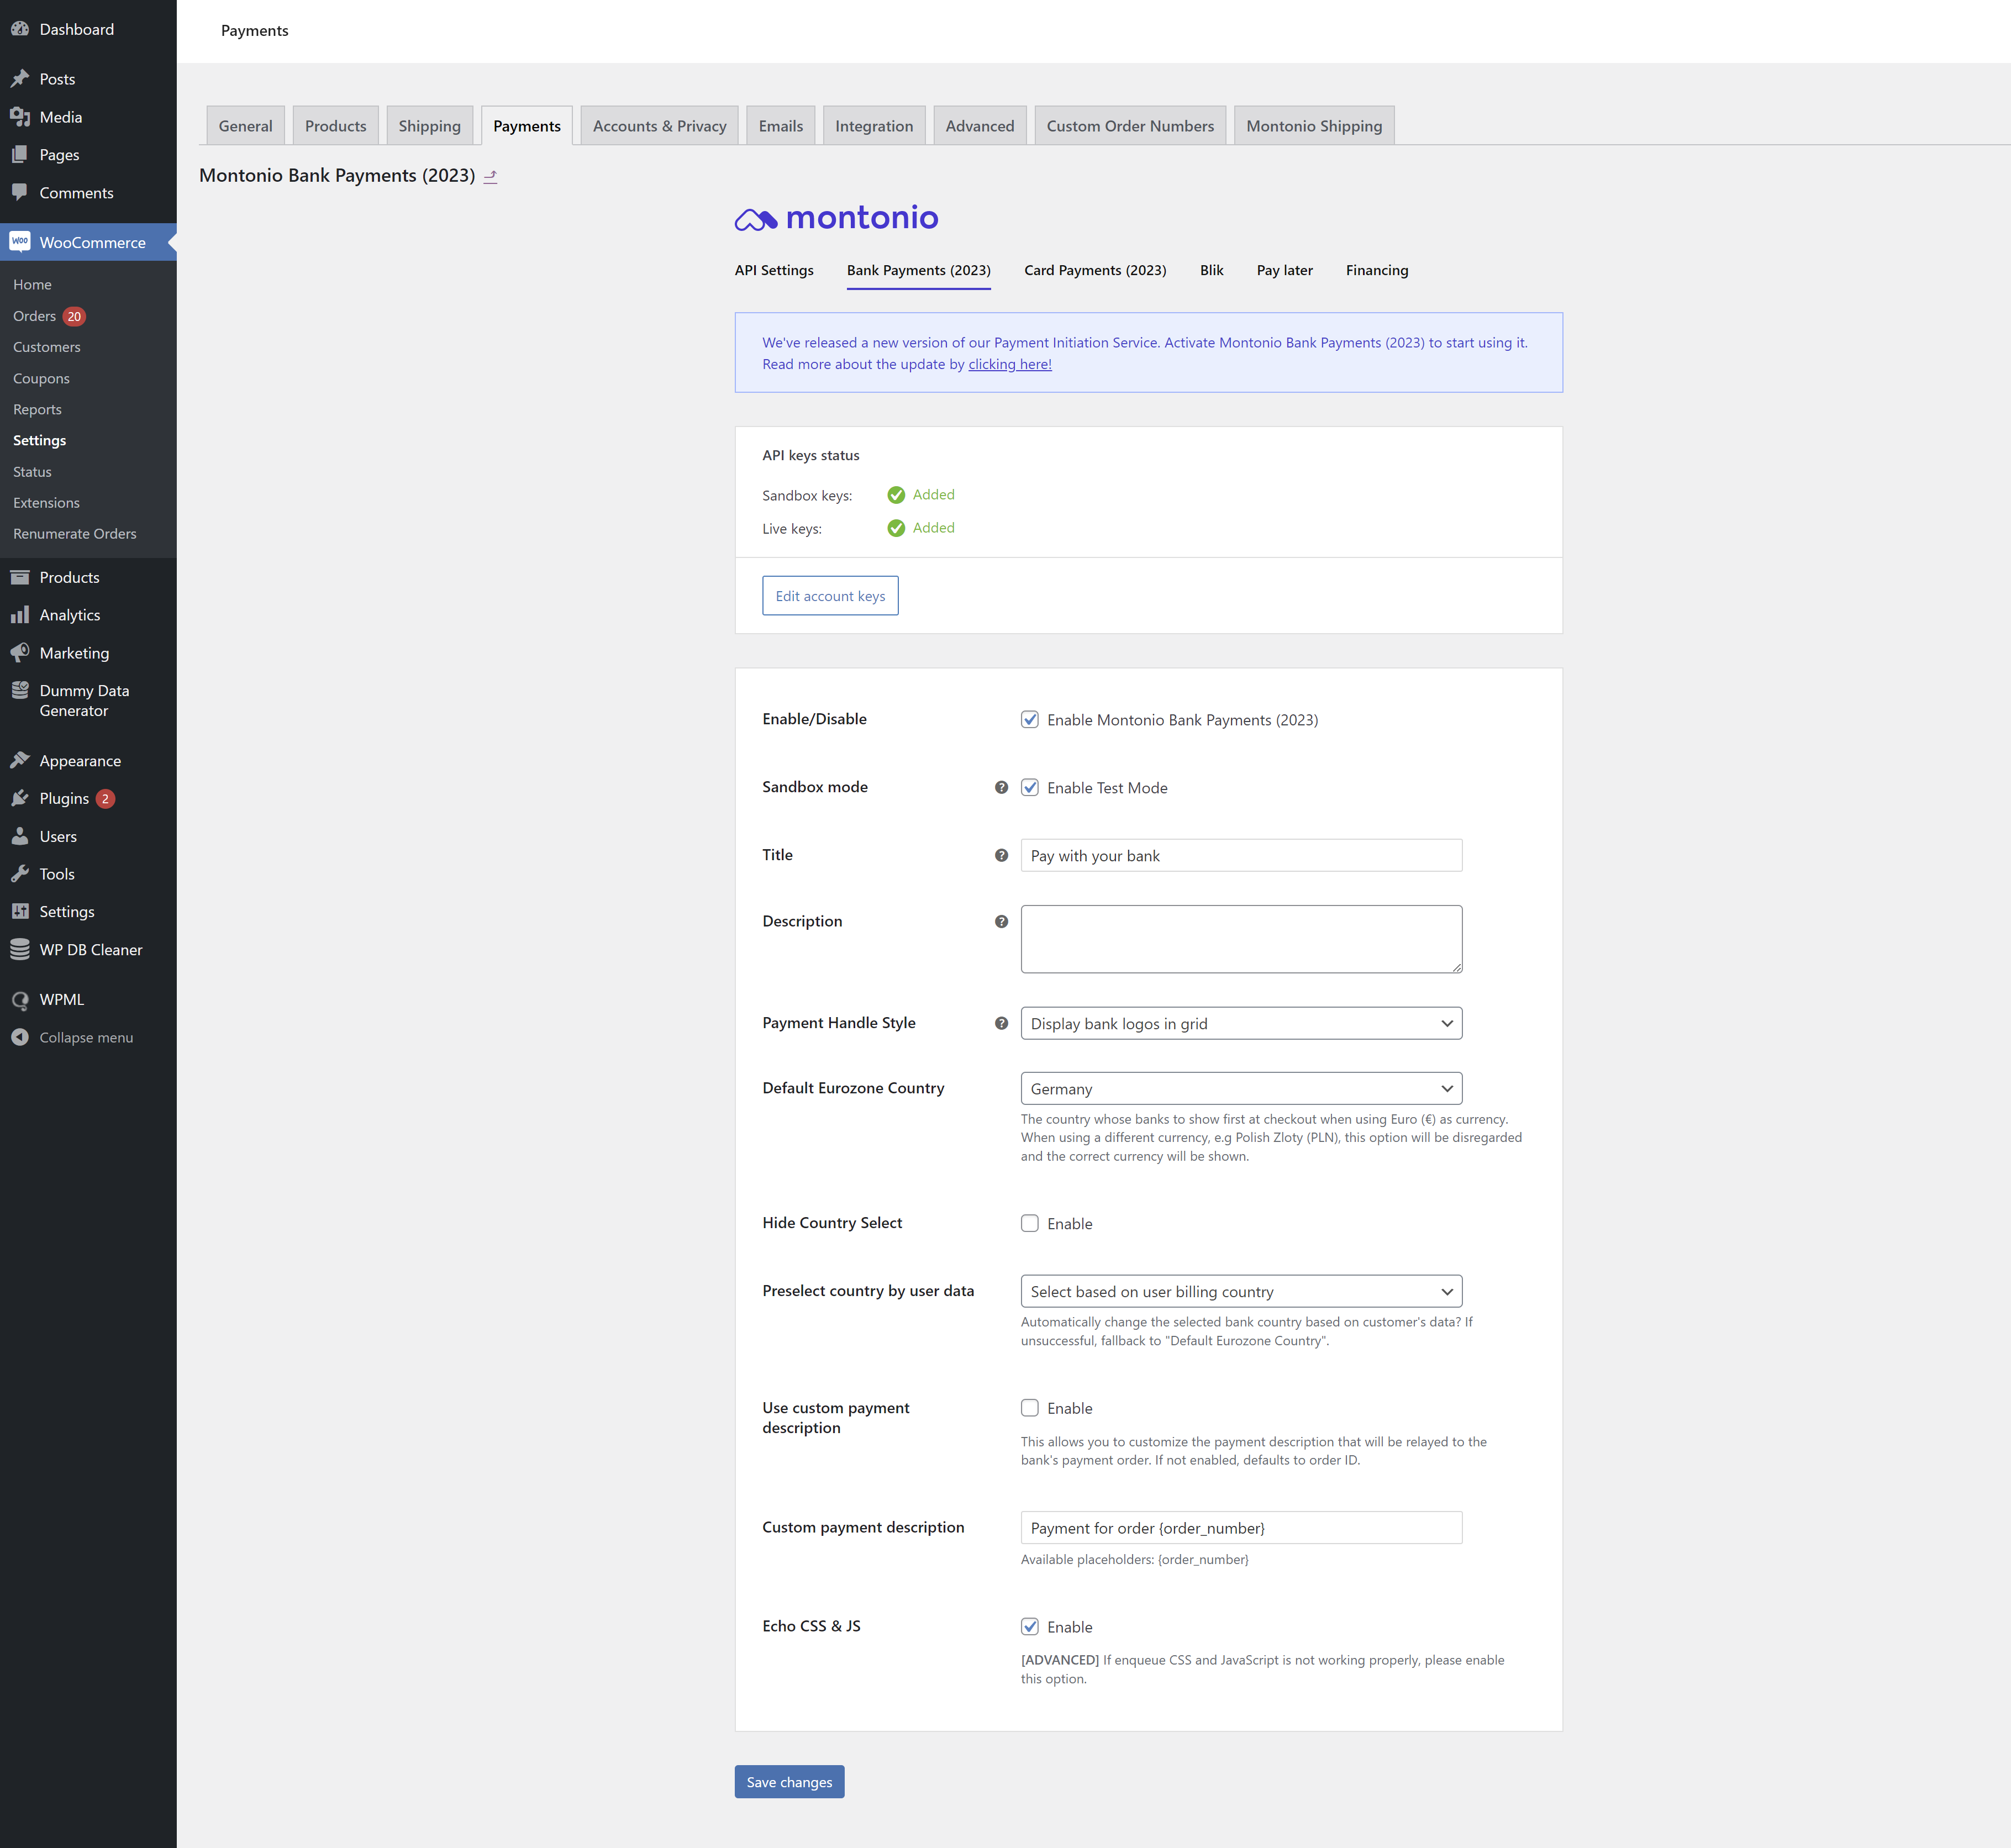 Dashboard
Posts
Media
Pages
Comments
WooCommerce
Home
Orders 20
Customers
Coupons
Reports
Settings
Status
Extensions
Renumerate Orders
Products
Analytics
Marketing
Dummy Data
Generator
Appearance
Plugins 2
Users
Tools
Settings
WP DB Cleaner
WPML
Collapse menu
Payments
General Products Shipping Payments Accounts & Privacy Emails Integration Advanced Custom Order Numbers Montonio Shipping
Montonio Bank Payments (2023)
montonio
API Settings Bank Payments (2023) Card Payments (2023) Blik Pay later Financing
We've released a new version of our Payment Initiation Service. Activate Montonio Bank Payments (2023) to start using it.
Read more about the update by clicking here!
API keys status
Sandbox keys: Added
Live keys: Added
Edit account keys
Enable/Disable Enable Montonio Bank Payments (2023)
Sandbox mode ? Enable Test Mode
Title ? Pay with your bank
Description ?
Payment Handle Style ? Display bank logos in grid
Default Eurozone Country Germany
The country whose banks to show first at checkout when using Euro (€) as currency.
When using a different currency, e.g Polish Zloty (PLN), this option will be disregarded
and the correct currency will be shown.
Hide Country Select Enable
Preselect country by user data Select based on user billing country
Automatically change the selected bank country based on customer's data? If
unsuccessful, fallback to "Default Eurozone Country".
Use custom payment
description
Enable
This allows you to customize the payment description that will be relayed to the
bank's payment order. If not enabled, defaults to order ID.
Custom payment description Payment for order {order_number}
Available placeholders: {order_number}
Echo CSS & JS Enable
[ADVANCED] If enqueue CSS and JavaScript is not working properly, please enable
this option.
Save changes